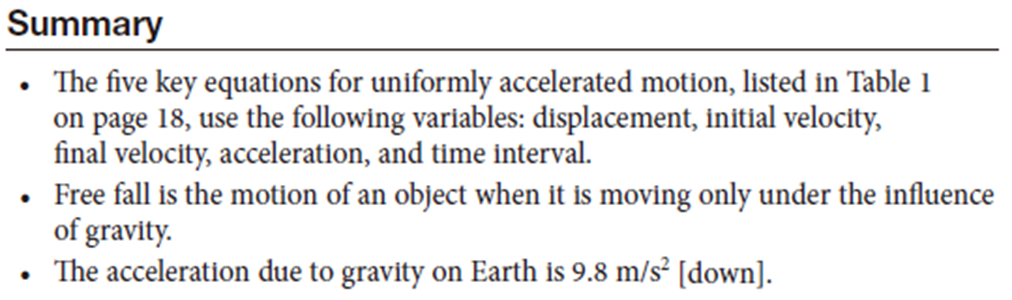 Summary
• The five key equations for uniformly accelerated motion, listed in Table 1
on page 18, use the following variables: displacement, initial velocity,
final velocity, acceleration, and time interval.
• Free fall is the motion of an object when it is moving only under the influence
of gravity.
• The acceleration due to gravity on Earth is 9.8 m/s² [down].